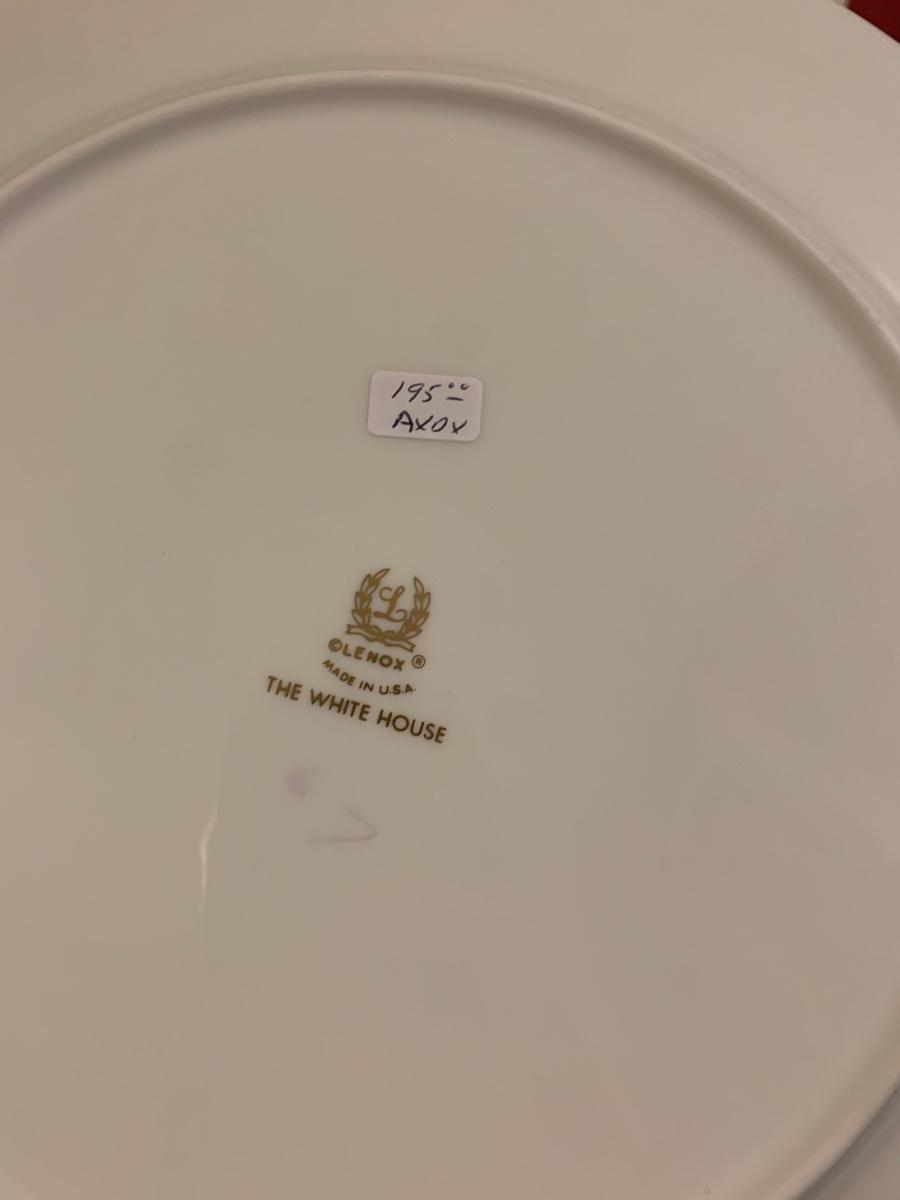 195.00
AXOX
L
©LENOX®
MADE IN U.S.A.
THE WHITE HOUSE